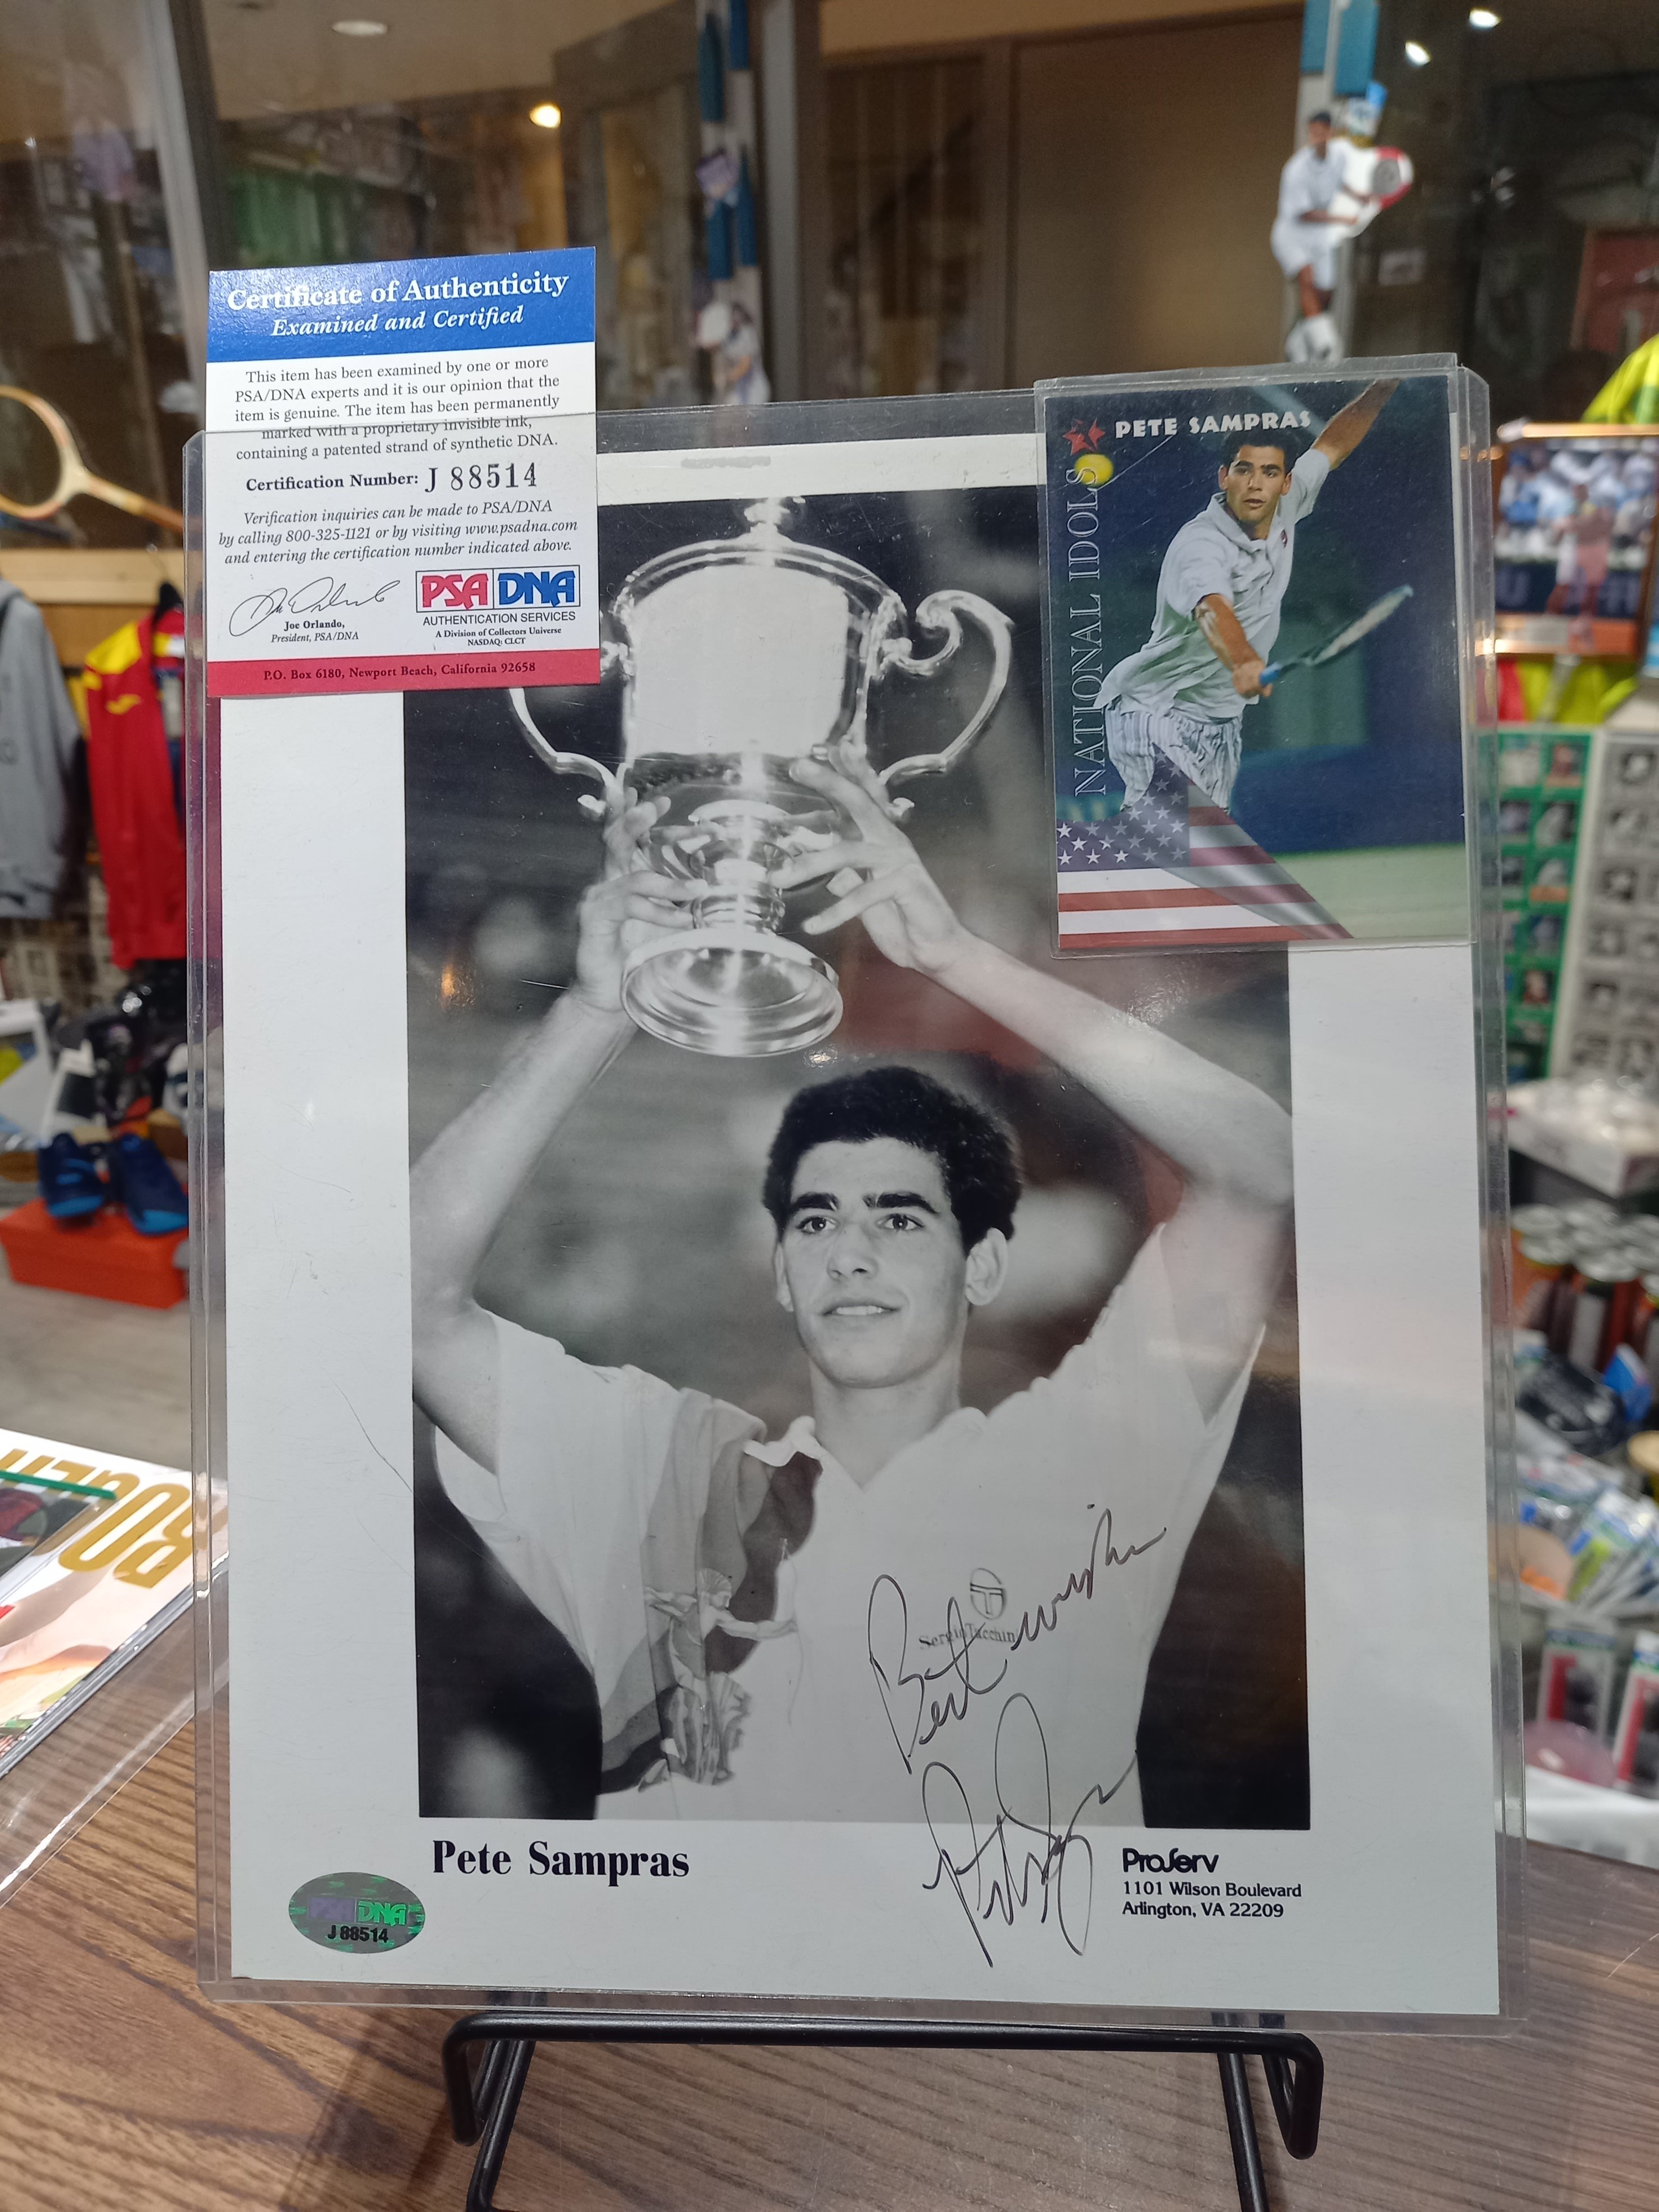 Certificate of Authenticity
Examined and Certified
This item has been examined by one or more
PSA/DNA experts and it is our opinion that the
item is genuine. The item has been permanently
marked with a proprietary invisible ink,
containing a patented strand of synthetic DNA.
Certification Number: J 88514
Verification inquiries can be made to PSA/DNA
by calling 800-325-1121 or by visiting www.psadna.com
and entering the certification number indicated above.
Joe Orlando,
President, PSA/DNA
PSA DNA
AUTHENTICATION SERVICES
A Division of Collectors Universe
NASDAQ: CLCT
P.O. Box 6180, Newport Beach, California 92658
PETE SAMPRAS
NATIONAL IDOLS
Sergio Tacchini
Best wishes
Pete Sampras
ProServ
1101 Wilson Boulevard
Arlington, VA 22209
DNA
J 88514